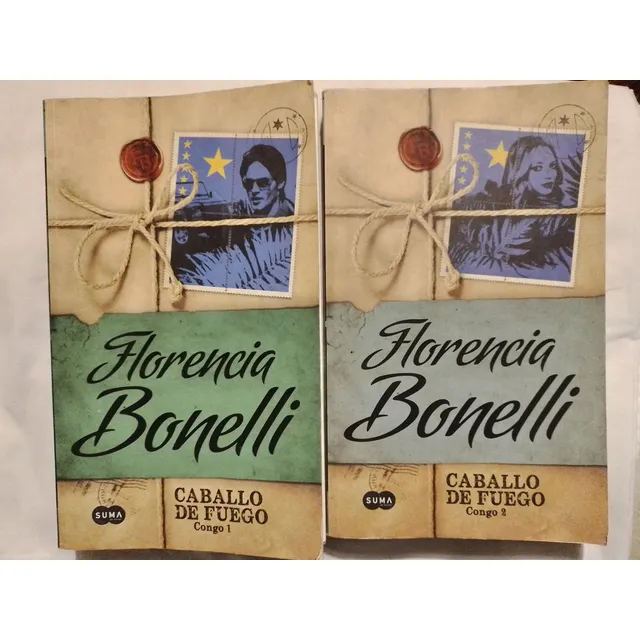 Florencia
Bonelli
CABALLO
DE FUEGO
Congo 1
SUMA
Florencia
Bonelli
CABALLO
DE FUEGO
Congo 2
SUMA